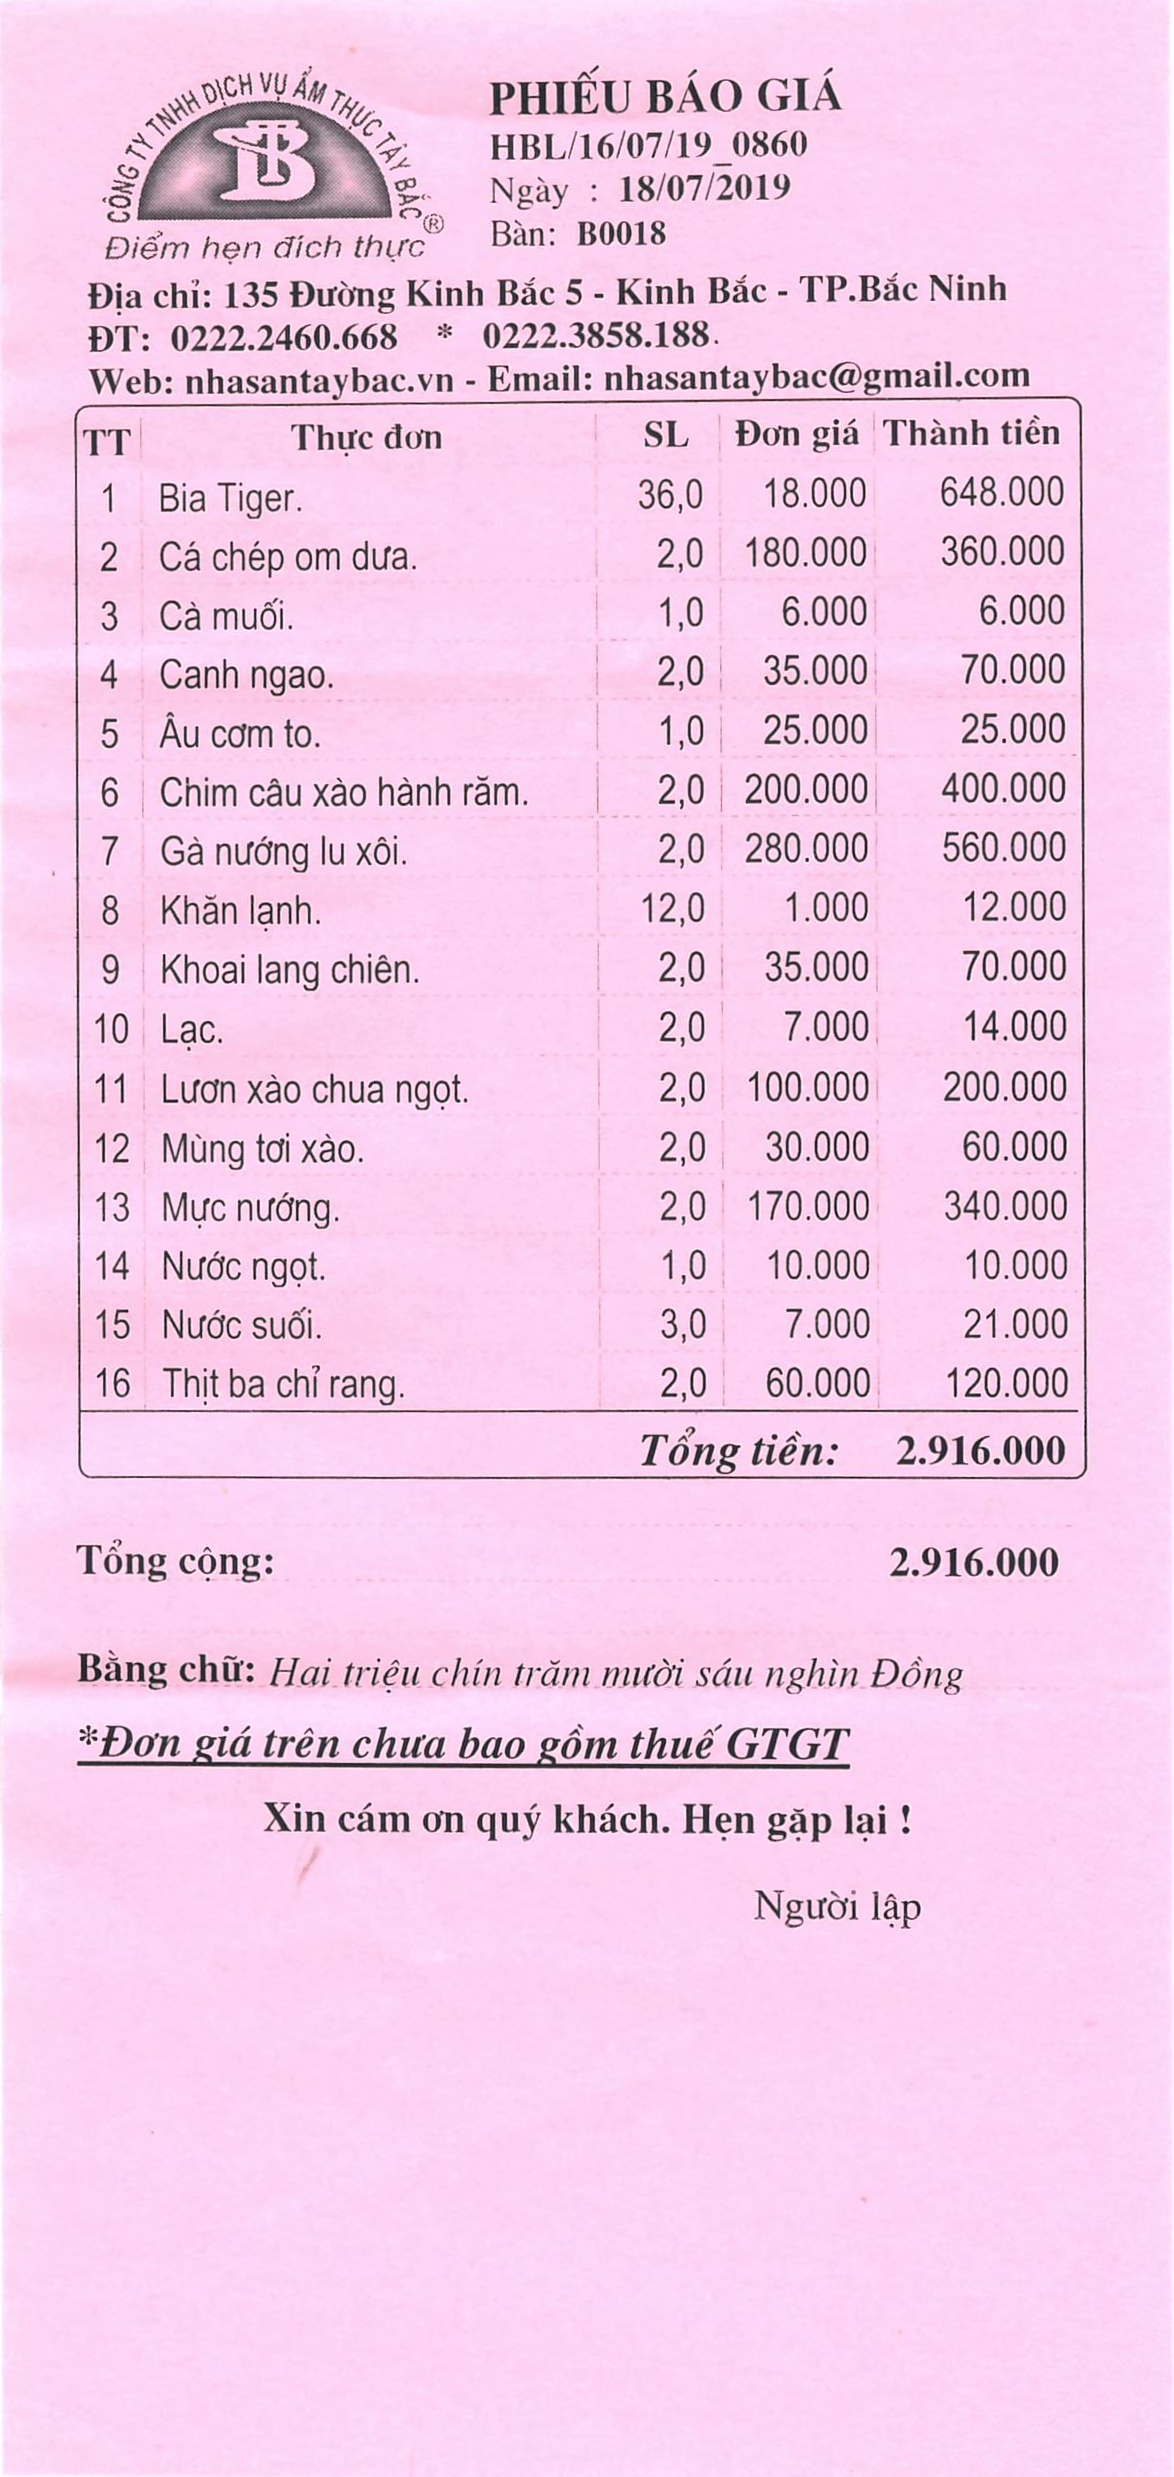 CÔNG TY TNHH DỊCH VỤ ẨM THỰC TÂY BẮC
TB
®
Điểm hẹn đích thực
PHIẾU BÁO GIÁ
HBL/16/07/19_0860
Ngày : 18/07/2019
Bàn: B0018
Địa chỉ: 135 Đường Kinh Bắc 5 - Kinh Bắc - TP.Bắc Ninh
ĐT: 0222.2460.668 * 0222.3858.188.
Web: nhasantaybac.vn - Email: nhasantaybac@gmail.com
TT Thực đơn SL Đơn giá Thành tiền
1 Bia Tiger. 36,0 18.000 648.000
2 Cá chép om dưa. 2,0 180.000 360.000
3 Cà muối. 1,0 6.000 6.000
4 Canh ngao. 2,0 35.000 70.000
5 Âu cơm to. 1,0 25.000 25.000
6 Chim câu xào hành răm. 2,0 200.000 400.000
7 Gà nướng lu xôi. 2,0 280.000 560.000
8 Khăn lạnh. 12,0 1.000 12.000
9 Khoai lang chiên. 2,0 35.000 70.000
10 Lạc. 2,0 7.000 14.000
11 Lươn xào chua ngọt. 2,0 100.000 200.000
12 Mùng tơi xào. 2,0 30.000 60.000
13 Mực nướng. 2,0 170.000 340.000
14 Nước ngọt. 1,0 10.000 10.000
15 Nước suối. 3,0 7.000 21.000
16 Thịt ba chỉ rang. 2,0 60.000 120.000
Tổng tiền: 2.916.000
Tổng cộng: 2.916.000
Bằng chữ: Hai triệu chín trăm mười sáu nghìn Đồng
*Đơn giá trên chưa bao gồm thuế GTGT
Xin cám ơn quý khách. Hẹn gặp lại !
Người lập